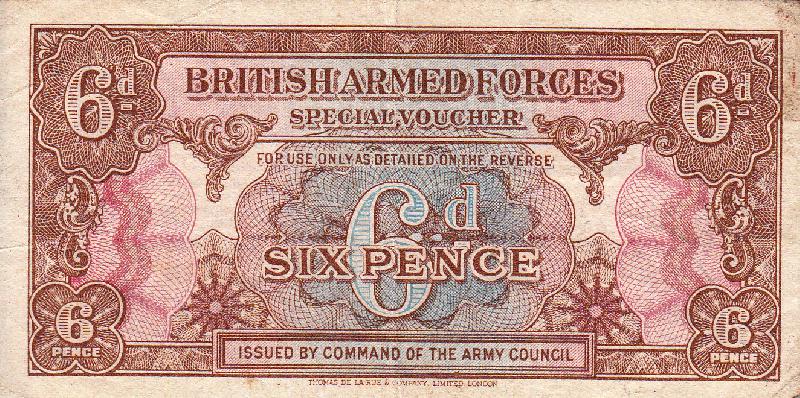 6d
BRITISH ARMED FORCES
6d
SPECIAL VOUCHER
FOR USE ONLY AS DETAILED ON THE REVERSE
6d
SIX PENCE
6
PENCE
6
PENCE
ISSUED BY COMMAND OF THE ARMY COUNCIL
THOMAS DE LA RUE & COMPANY, LIMITED, LONDON